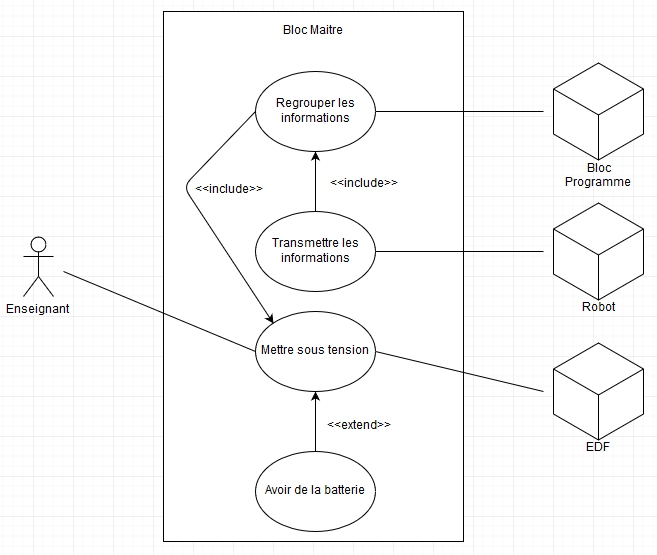 Bloc Maitre
Regrouper les
informations
Bloc
Programme
<<include>>
<<include>>
Transmettre les
informations
Robot
Enseignant
Mettre sous tension
<<extend>>
EDF
Avoir de la batterie